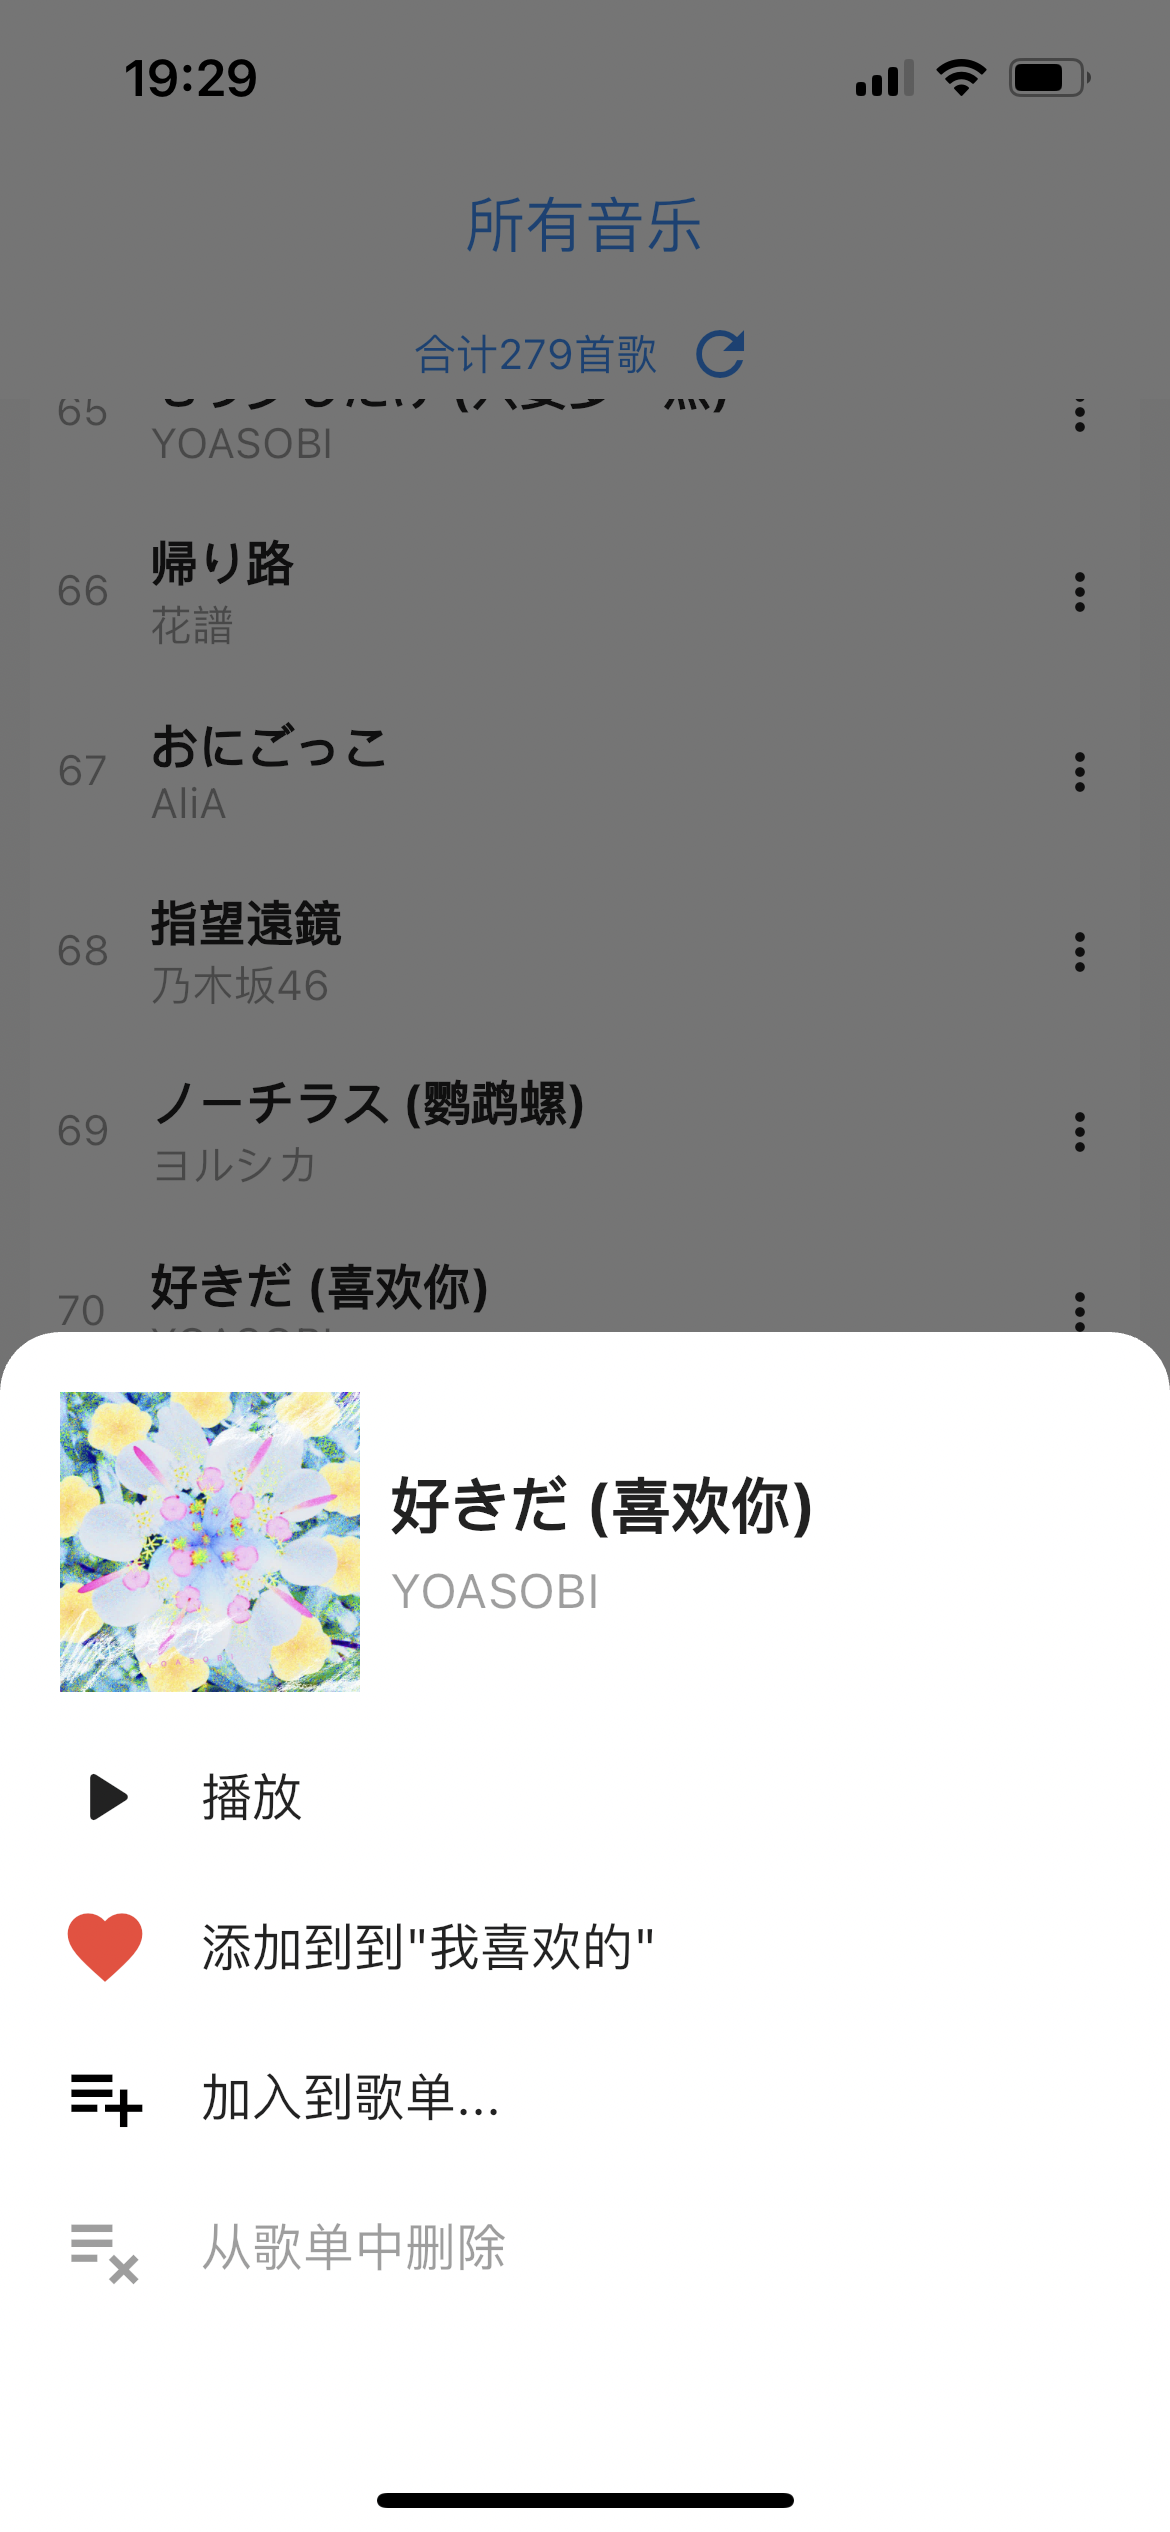 19:29
所有音乐
合计279首歌
65
YOASOBI
66
帰り路
花譜
67
おにごっこ
AliA
68
指望遠鏡
乃木坂46
69
ノーチラス (鹦鹉螺)
ヨルシカ
70
好きだ (喜欢你)
YOASOBI
好きだ (喜欢你)
YOASOBI
播放
添加到到"我喜欢的"
加入到歌单...
从歌单中删除